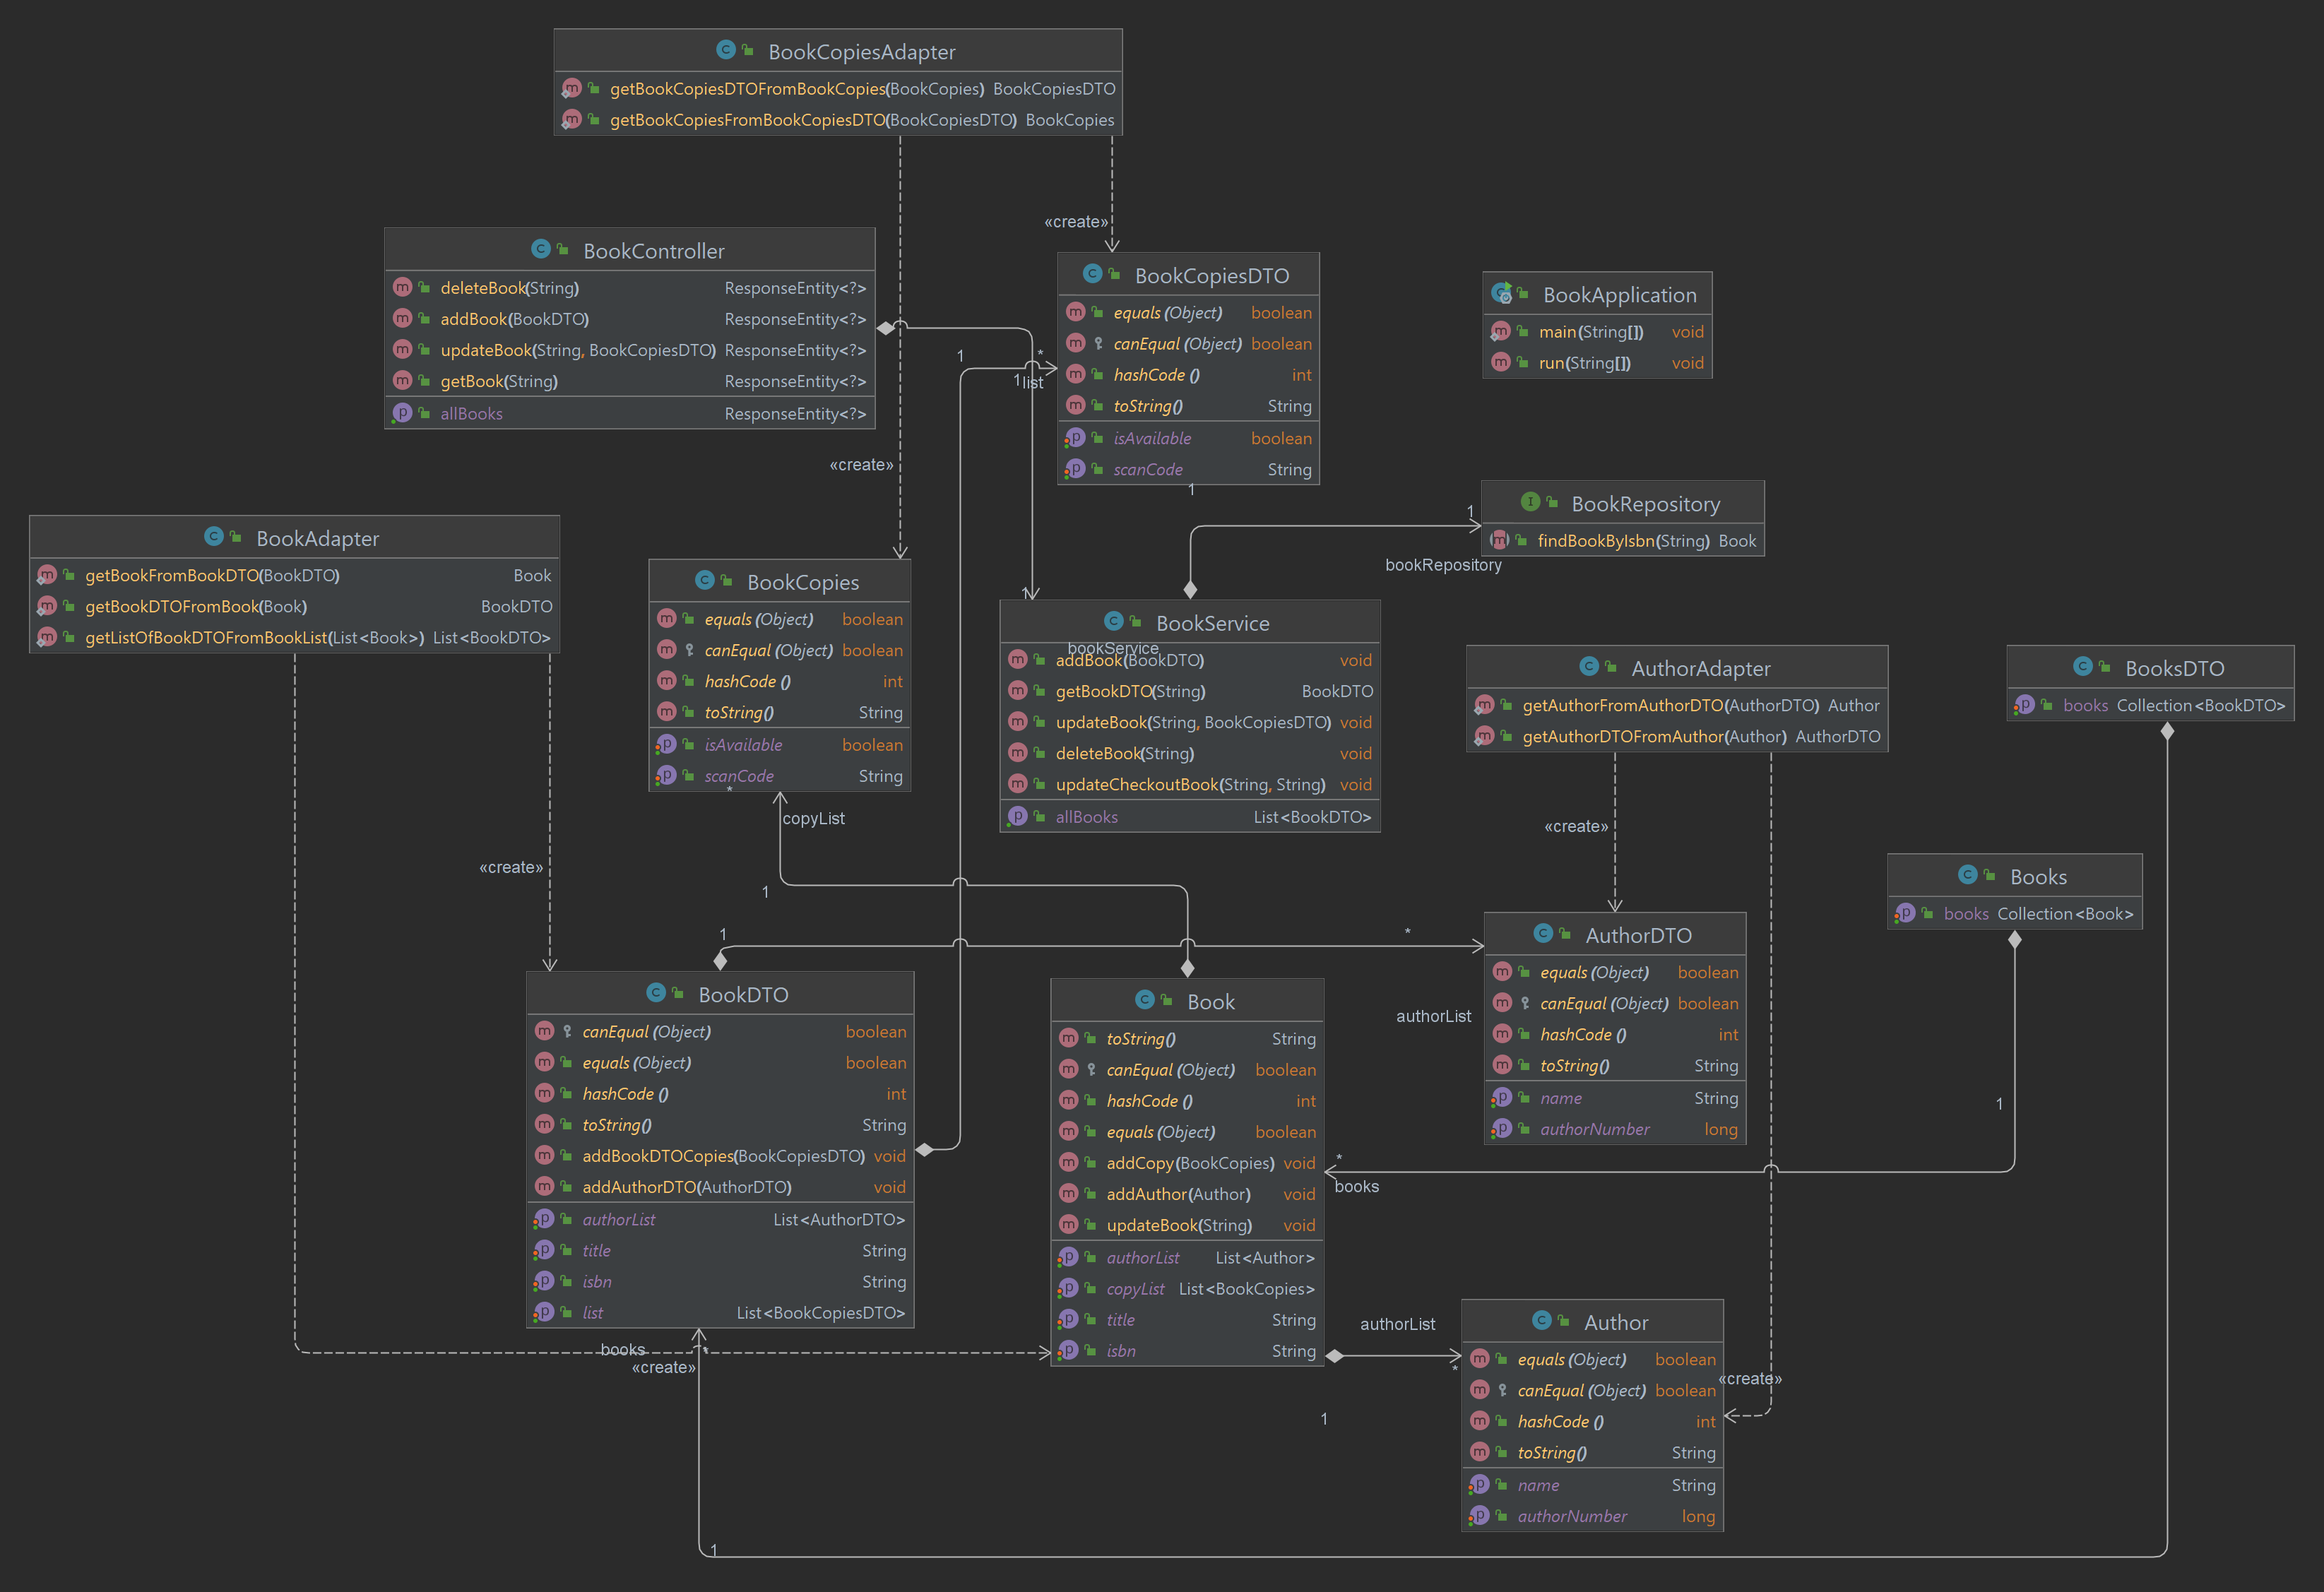 BookCopiesAdapter
getBookCopiesDTOFromBookCopies(BookCopies) BookCopiesDTO
getBookCopiesFromBookCopiesDTO(BookCopiesDTO) BookCopies
«create»
«create»
BookController
deleteBook(String) ResponseEntity<?>
addBook(BookDTO) ResponseEntity<?>
updateBook(String, BookCopiesDTO) ResponseEntity<?>
getBook(String) ResponseEntity<?>
allBooks ResponseEntity<?>
BookCopiesDTO
equals(Object) boolean
canEqual(Object) boolean
hashCode() int
toString() String
isAvailable boolean
scanCode String
1
*
1
list
1
BookApplication
main(String[]) void
run(String[]) void
BookRepository
findBookByIsbn(String) Book
1
bookRepository
BookAdapter
getBookFromBookDTO(BookDTO) Book
getBookDTOFromBook(Book) BookDTO
getListOfBookDTOFromBookList(List<Book>) List<BookDTO>
«create»
BookCopies
equals(Object) boolean
canEqual(Object) boolean
hashCode() int
toString() String
isAvailable boolean
scanCode String
*
copyList
1
1
BookService
bookService
addBook(BookDTO) void
getBookDTO(String) BookDTO
updateBook(String, BookCopiesDTO) void
deleteBook(String) void
updateCheckoutBook(String, String) void
allBooks List<BookDTO>
AuthorAdapter
getAuthorFromAuthorDTO(AuthorDTO) Author
getAuthorDTOFromAuthor(Author) AuthorDTO
«create»
BooksDTO
books Collection<BookDTO>
Books
books Collection<Book>
1
1
*
authorList
AuthorDTO
equals(Object) boolean
canEqual(Object) boolean
hashCode() int
toString() String
name String
authorNumber long
BookDTO
canEqual(Object) boolean
equals(Object) boolean
hashCode() int
toString() String
addBookDTOCopies(BookCopiesDTO) void
addAuthorDTO(AuthorDTO) void
authorList List<AuthorDTO>
title String
isbn String
list List<BookCopiesDTO>
books
*
«create»
Book
toString() String
canEqual(Object) boolean
hashCode() int
equals(Object) boolean
addCopy(BookCopies) void
addAuthor(Author) void
updateBook(String) void
authorList List<Author>
copyList List<BookCopies>
title String
isbn String
*
books
authorList
*
1
Author
equals(Object) boolean
canEqual(Object) boolean
hashCode() int
toString() String
name String
authorNumber long
«create»
1